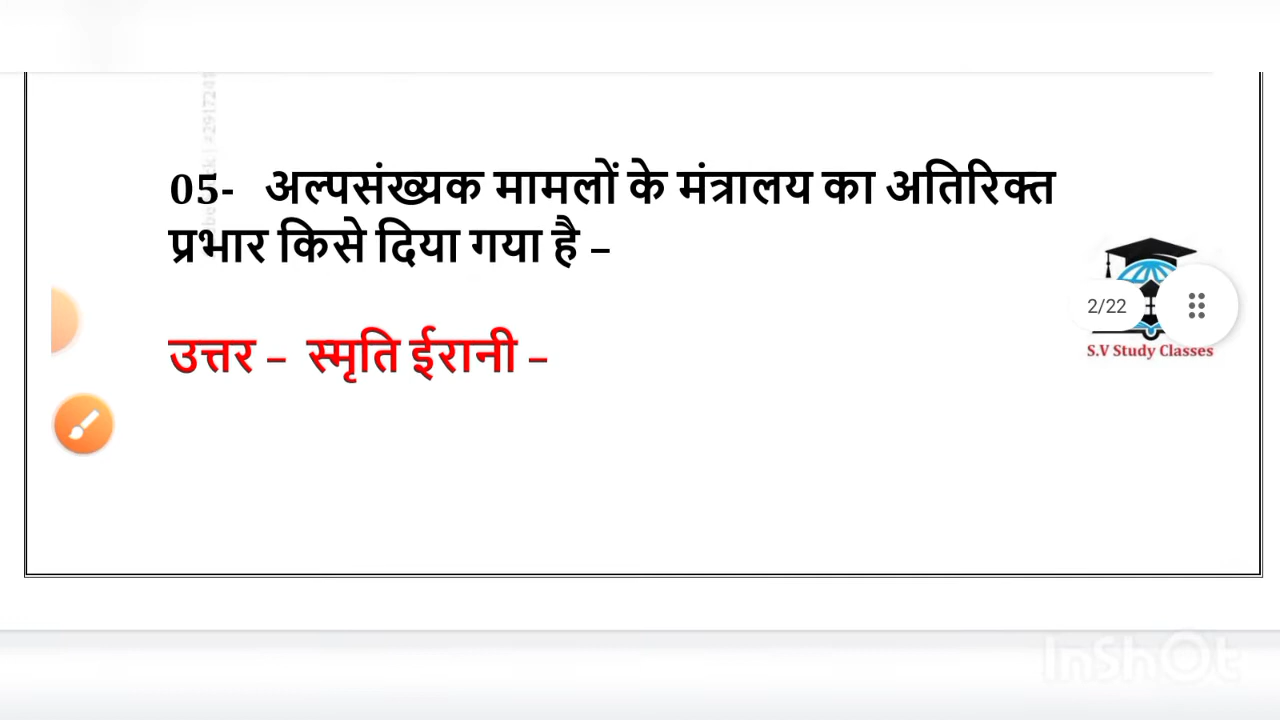 05- अल्पसंख्यक मामलों के मंत्रालय का अतिरिक्त
प्रभार किसे दिया गया है –
उत्तर – स्मृति ईरानी –
2/22
S.V Study Classes
InShOt